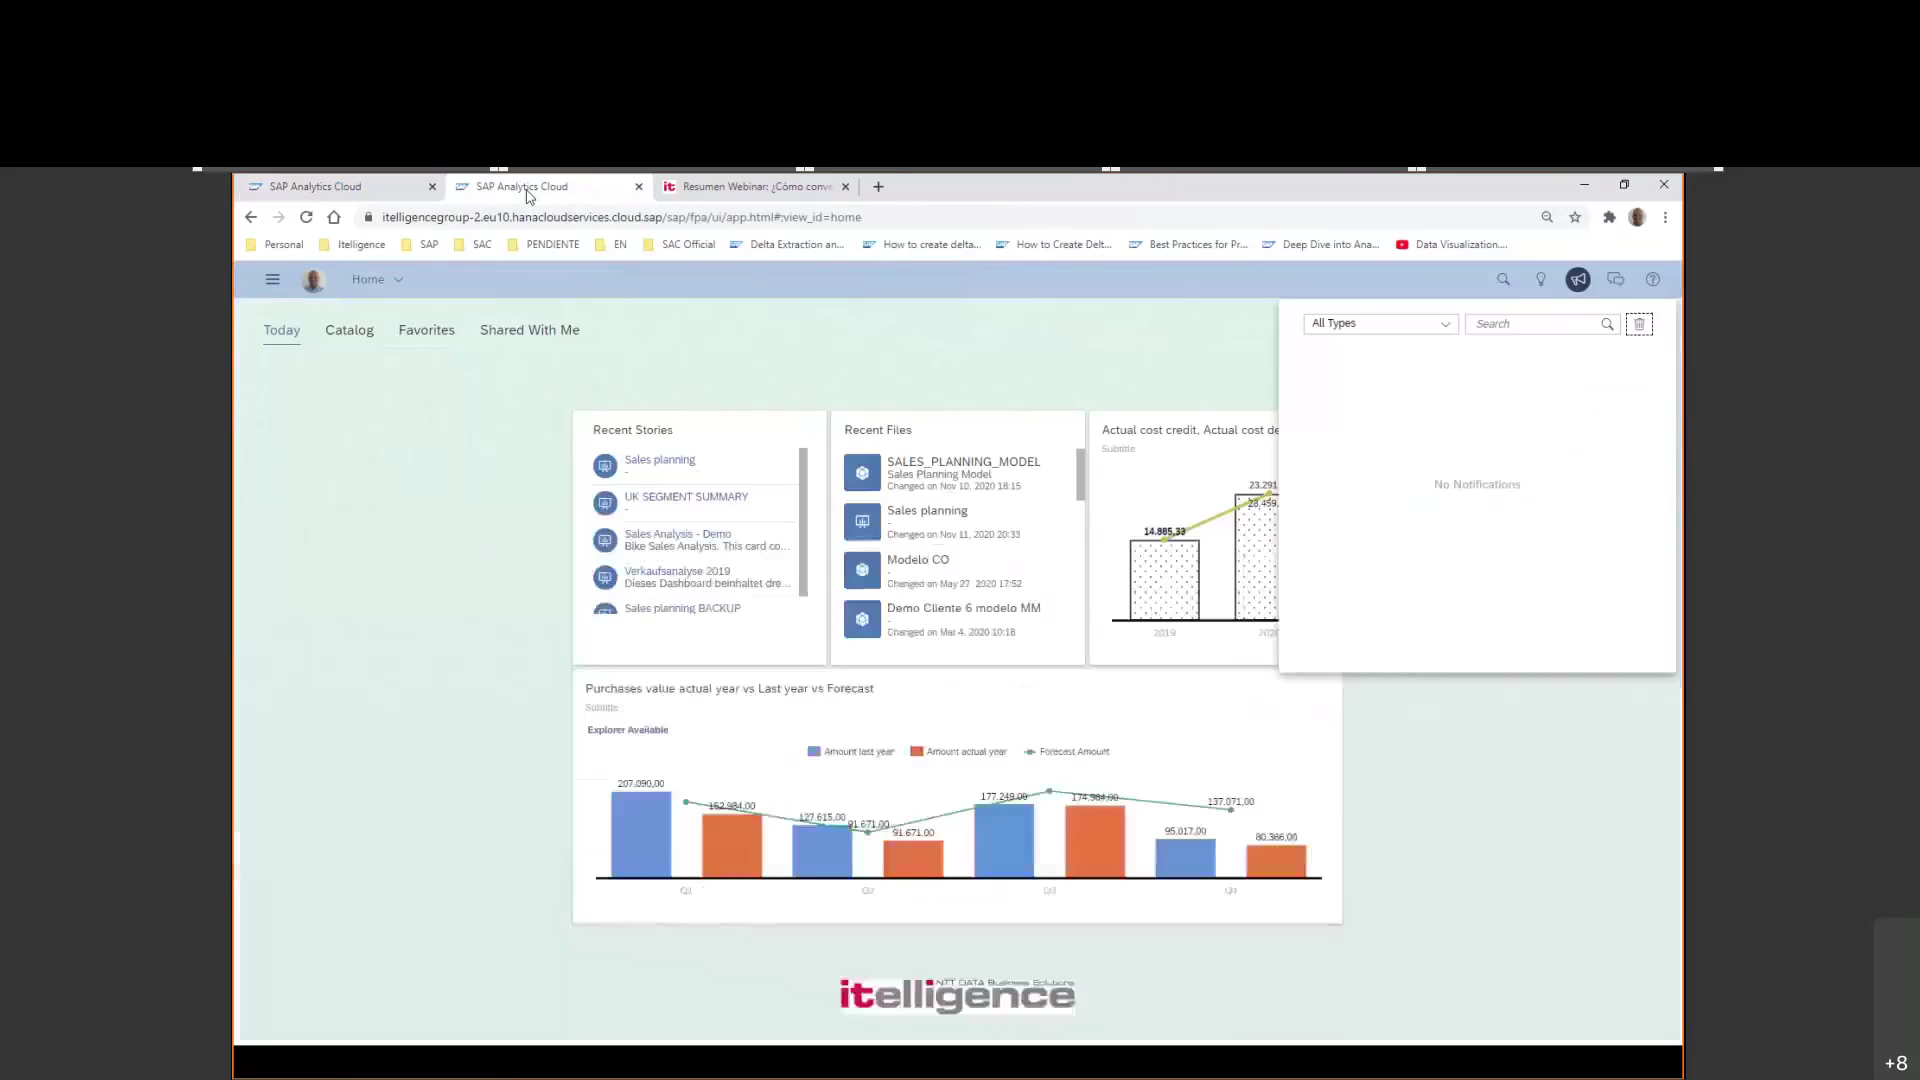 SAP Analytics Cloud
SAP Analytics Cloud
Resumen Webinar: ¿Cómo conve
itelligencegroup-2.eu10.hanacloudservices.cloud.sap/sap/fpa/ui/app.html#;view_id=home
Personal
Itelligence
SAP
SAC
PENDIENTE
EN
SAC Official
Delta Extraction an...
How to create delta...
How to Create Delt...
Best Practices for Pr...
Deep Dive into Ana...
Data Visualization....
Home
Today
Catalog
Favorites
Shared With Me
All Types
Search
No Notifications
Recent Stories
Sales planning
-
UK SEGMENT SUMMARY
-
Sales Analysis - Demo
Bike Sales Analysis. This card co...
Verkaufsanalyse 2019
Dieses Dashboard beinhaltet dre...
Sales planning BACKUP
Recent Files
SALES_PLANNING_MODEL
Sales Planning Model
Changed on Nov 10, 2020 18:15
Sales planning
-
Changed on Nov 11, 2020 20:33
Modelo CO
-
Changed on May 27, 2020 17:52
Demo Cliente 6 modelo MM
-
Changed on Mar 4, 2020 10:18
Actual cost credit, Actual cost de
Subtitle
23.291
23.459,
14.885,33
2019
2020
Purchases value actual year vs Last year vs Forecast
Subtitle
Explorer Available
Amount last year
Amount actual year
Forecast Amount
207.090,00
152.984,00
127.615,00
91.671,00
91.671,00
177.249,00
174.984,00
137.071,00
95.017,00
80.366,00
Q1
Q2
Q3
Q4
NTT DATA Business Solutions
itelligence
+8